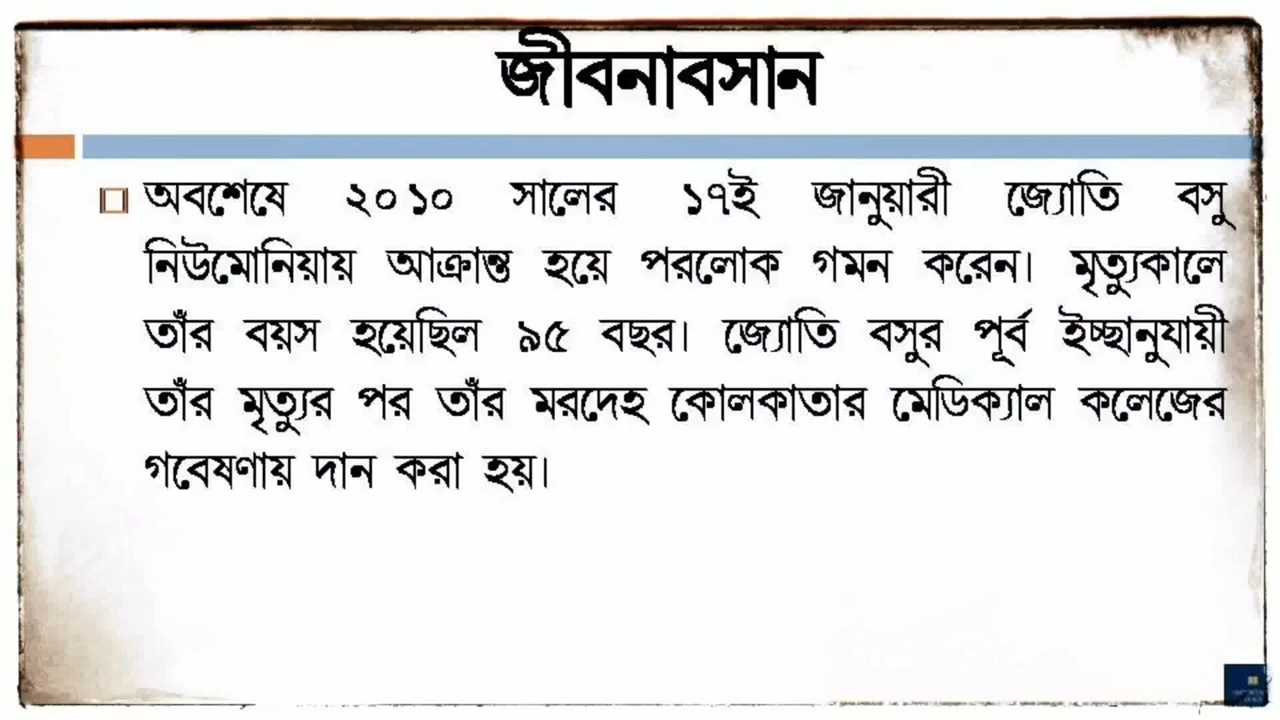 জীবনাবসান
অবশেষে ২০১০ সালের ১৭ই জানুয়ারী জ্যোতি বসু
নিউমোনিয়ায় আক্রান্ত হয়ে পরলোক গমন করেন। মৃত্যুকালে
তাঁর বয়স হয়েছিল ৯৫ বছর। জ্যোতি বসুর পূর্ব ইচ্ছানুযায়ী
তাঁর মৃত্যুর পর তাঁর মরদেহ কোলকাতার মেডিক্যাল কলেজের
গবেষণায় দান করা হয়।